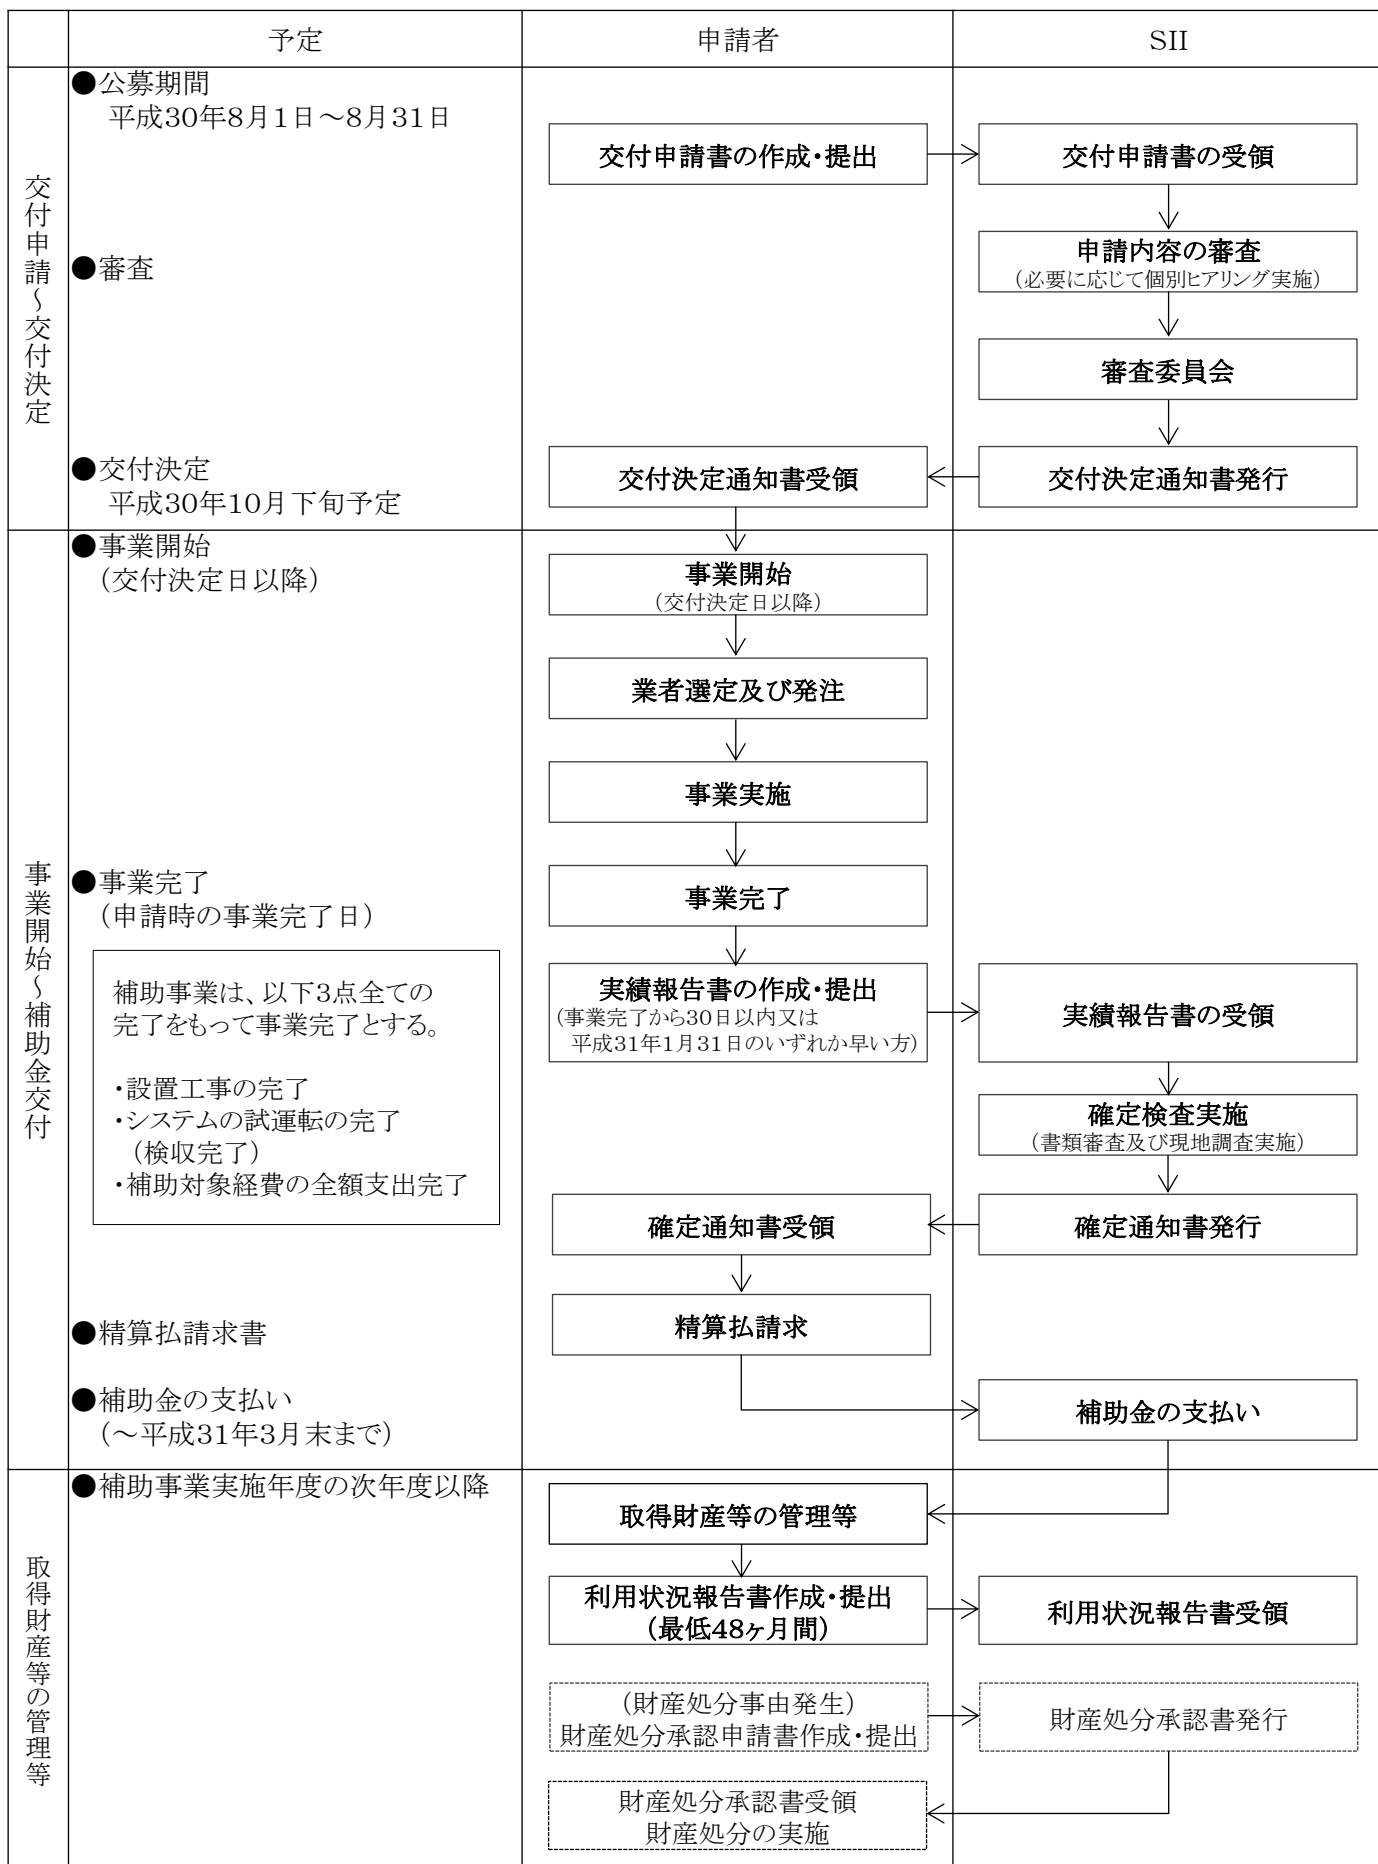 予定
申請者
SII
交付申請～交付決定
●公募期間
平成30年8月1日～8月31日
交付申請書の作成・提出
交付申請書の受領
●審査
申請内容の審査
(必要に応じて個別ヒアリング実施)
審査委員会
●交付決定
平成30年10月下旬予定
交付決定通知書受領
交付決定通知書発行
事業開始～補助金交付
●事業開始
(交付決定日以降)
事業開始
(交付決定日以降)
業者選定及び発注
事業実施
●事業完了
(申請時の事業完了日)
事業完了
補助事業は、以下3点全ての
完了をもって事業完了とする。
・設置工事の完了
・システムの試運転の完了
(検収完了)
・補助対象経費の全額支出完了
実績報告書の作成・提出
(事業完了から30日以内又は
平成31年1月31日のいずれか早い方)
実績報告書の受領
確定検査実施
(書類審査及び現地調査実施)
確定通知書受領
確定通知書発行
●精算払請求書
精算払請求
●補助金の支払い
(～平成31年3月末まで)
補助金の支払い
取得財産等の管理等
●補助事業実施年度の次年度以降
取得財産等の管理等
利用状況報告書作成・提出
(最低48ヶ月間)
利用状況報告書受領
(財産処分事由発生)
財産処分承認申請書作成・提出
財産処分承認書発行
財産処分承認書受領
財産処分の実施